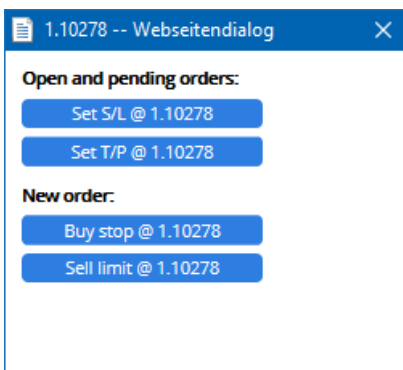 1.10278 -- Webseitendialog
Open and pending orders:
Set S/L @ 1.10278
Set T/P @ 1.10278
New order:
Buy stop @ 1.10278
Sell limit @ 1.10278